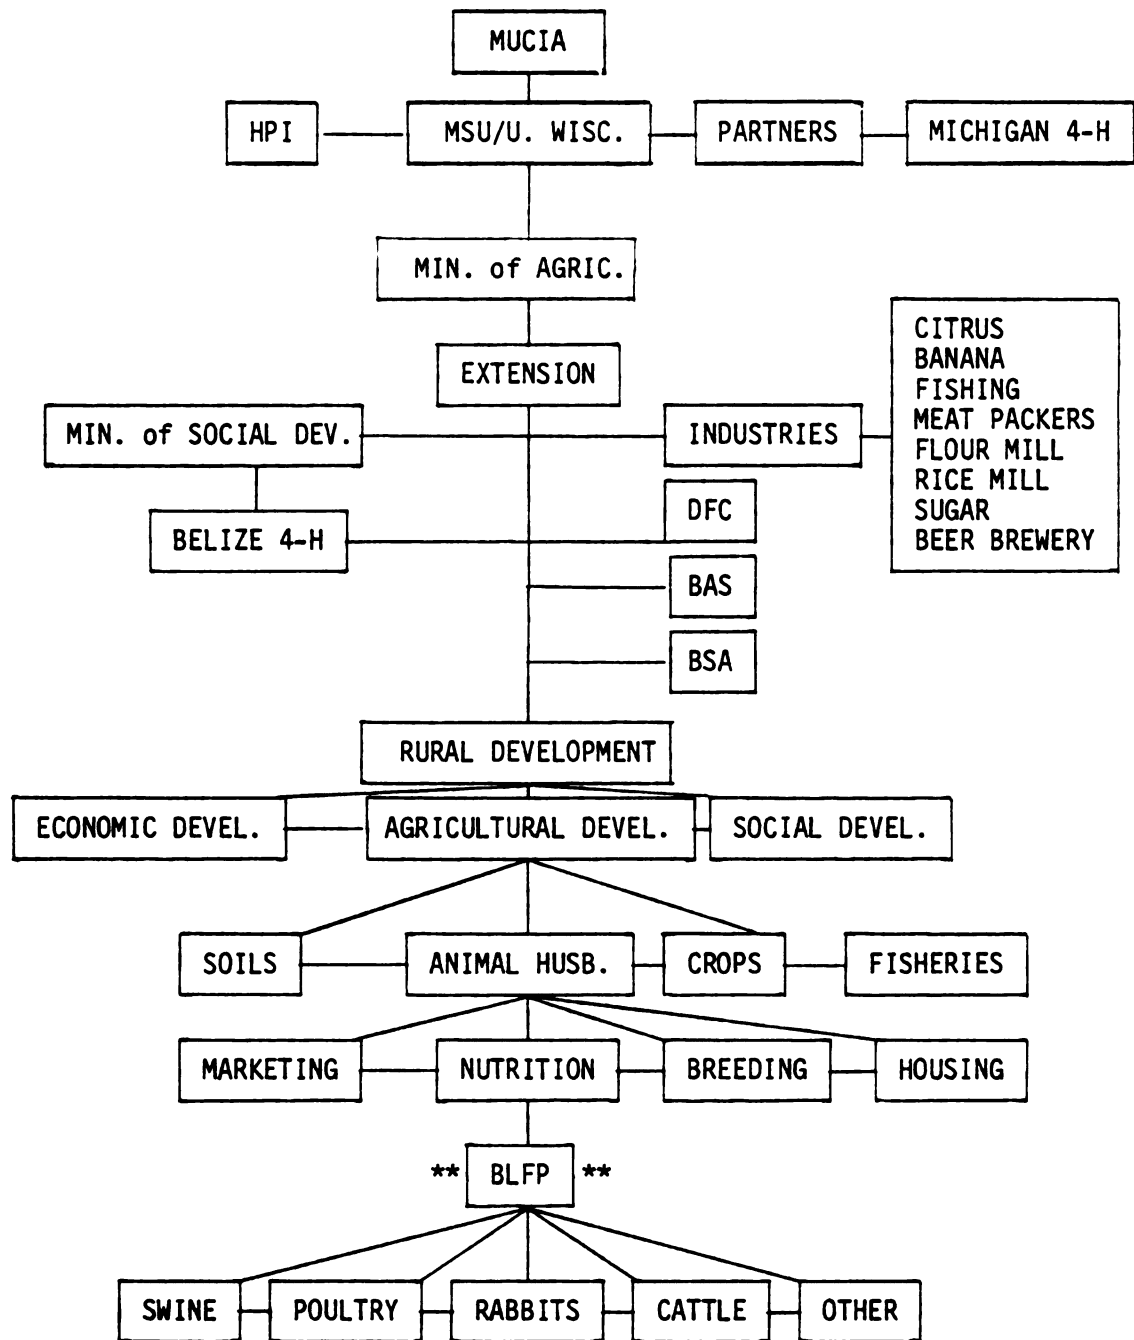 MUCIA
HPI MSU/U. WISC. PARTNERS MICHIGAN 4-H
MIN. of AGRIC.
EXTENSION
CITRUS
BANANA
FISHING
MEAT PACKERS
FLOUR MILL
RICE MILL
SUGAR
BEER BREWERY
MIN. of SOCIAL DEV. INDUSTRIES
DFC
BELIZE 4-H
BAS
BSA
RURAL DEVELOPMENT
ECONOMIC DEVEL. AGRICULTURAL DEVEL. SOCIAL DEVEL.
SOILS ANIMAL HUSB. CROPS FISHERIES
MARKETING NUTRITION BREEDING HOUSING
** BLFP **
SWINE POULTRY RABBITS CATTLE OTHER